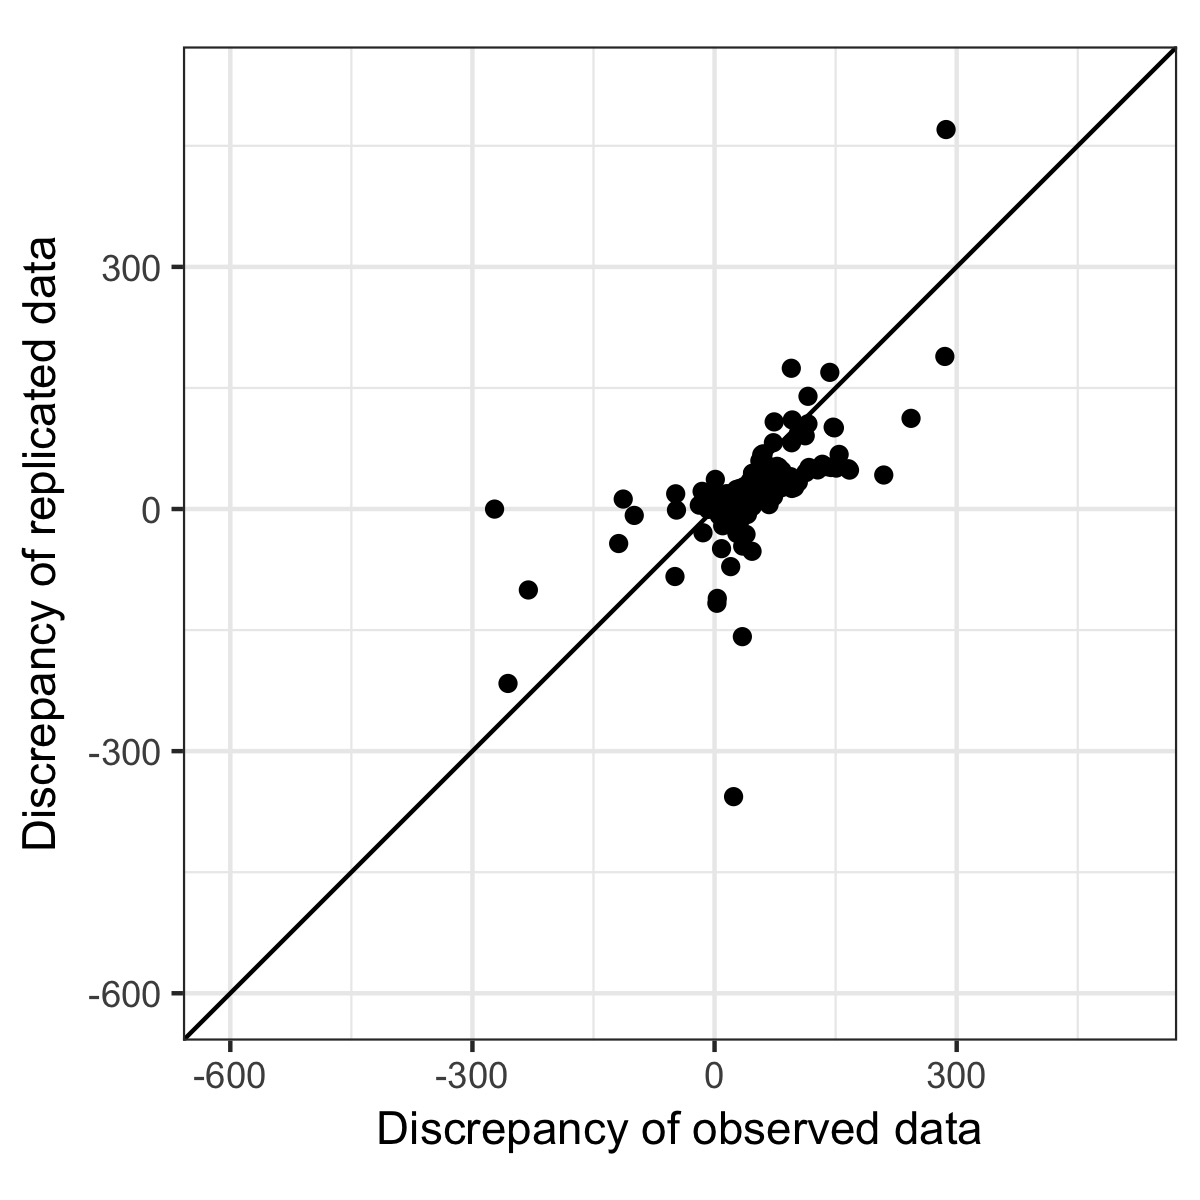 Discrepancy of replicated data
300
0
-300
-600
-600 -300 0 300
Discrepancy of observed data